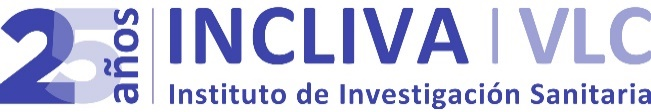 25 años
INCLIVA | VLC
Instituto de Investigación Sanitaria